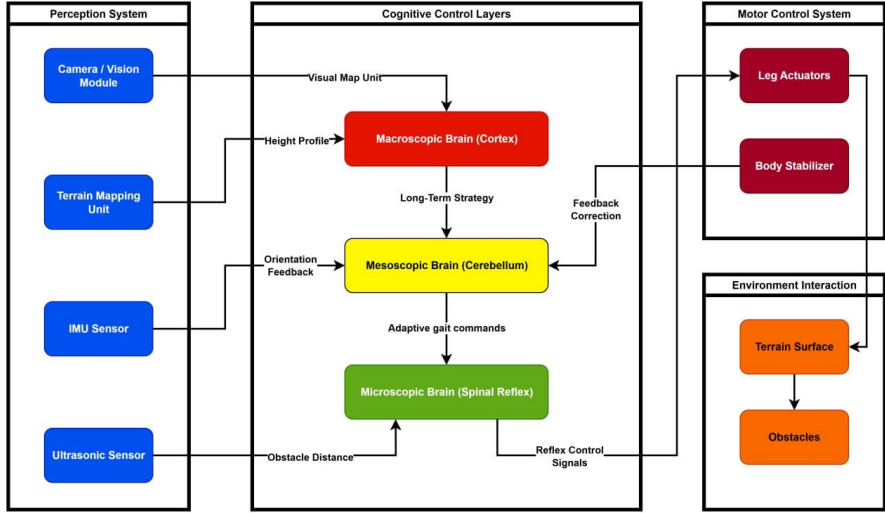 Perception System
Cognitive Control Layers
Motor Control System
Camera / Vision
Module
Visual Map Unit
Leg Actuators
Macroscopic Brain (Cortex)
Height Profile
Body Stabilizer
Terrain Mapping
Unit
Long-Term Strategy
Feedback
Correction
Orientation
Feedback
Mesoscopic Brain (Cerebellum)
Environment Interaction
IMU Sensor
Adaptive gait commands
Terrain Surface
Microscopic Brain (Spinal Reflex)
Obstacles
Ultrasonic Sensor
Obstacle Distance
Reflex Control
Signals